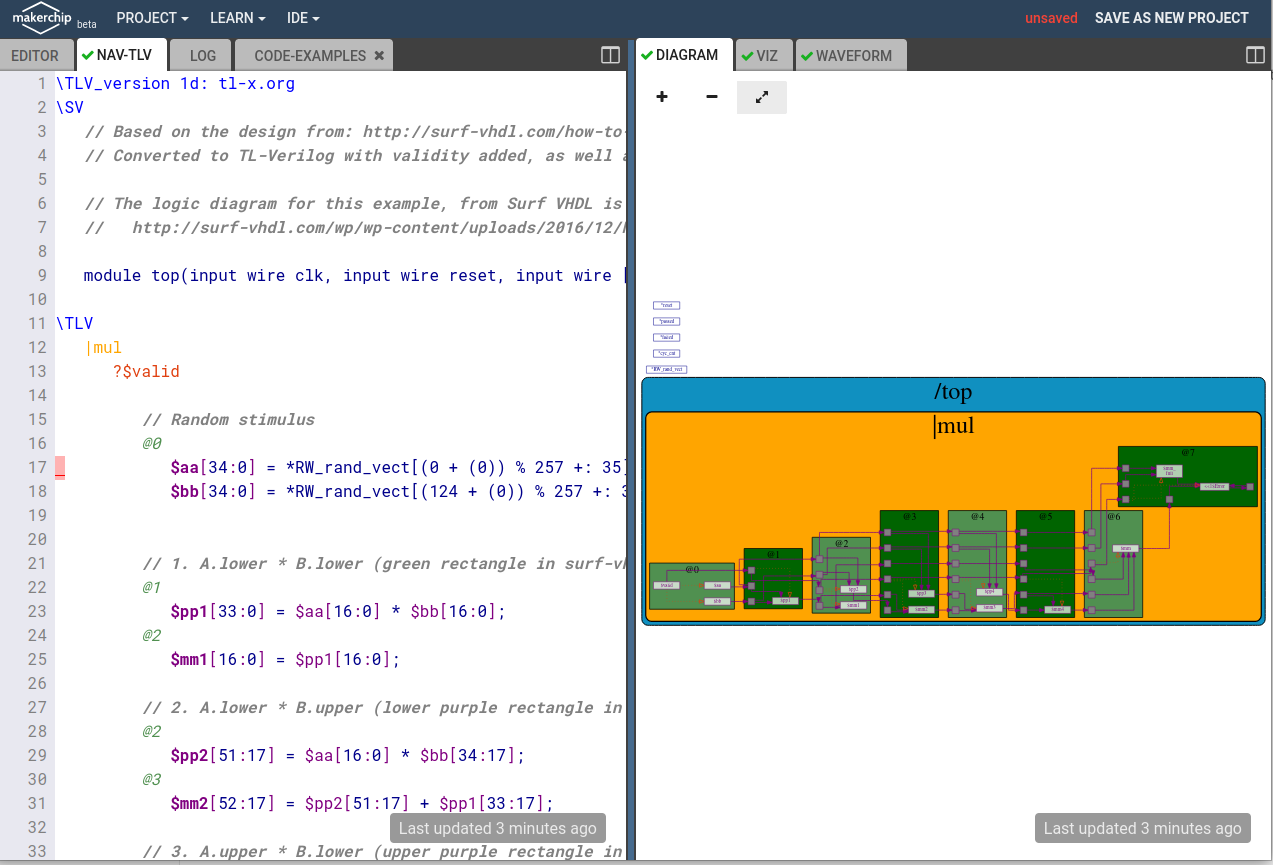 makerchip beta PROJECT LEARN IDE unsaved SAVE AS NEW PROJECT
EDITOR NAV-TLV LOG CODE-EXAMPLES DIAGRAM VIZ WAVEFORM
1 \TLV_version 1d: tl-x.org
2 \SV
3 // Based on the design from: http://surf-vhdl.com/how-to-
4 // Converted to TL-Verilog with validity added, as well a
5
6 // The logic diagram for this example, from Surf VHDL is
7 // http://surf-vhdl.com/wp/wp-content/uploads/2016/12/
8
9 module top(input wire clk, input wire reset, input wire
10
11 \TLV
12 |mul
13 ?$valid
14
15 // Random stimulus
16 @0
17 $aa[34:0] = *RW_rand_vect[(0 + (0)) % 257 +: 35]
18 $bb[34:0] = *RW_rand_vect[(124 + (0)) % 257 +: 3
19
20
21 // 1. A.lower * B.lower (green rectangle in surf-v
22 @1
23 $pp1[33:0] = $aa[16:0] * $bb[16:0];
24 @2
25 $mm1[16:0] = $pp1[16:0];
26
27 // 2. A.lower * B.upper (lower purple rectangle in
28 @2
29 $pp2[51:17] = $aa[16:0] * $bb[34:17];
30 @3
31 $mm2[52:17] = $pp2[51:17] + $pp1[33:17];
32
33 // 3. A.upper * B.lower (upper purple rectangle in
Last updated 3 minutes ago
+ −
*reset
*passed
*failed
*cyc_cnt
*RW_rand_vect
/top
|mul
@7
@3 @4 @5 @6
@2
@1
@0
Last updated 3 minutes ago